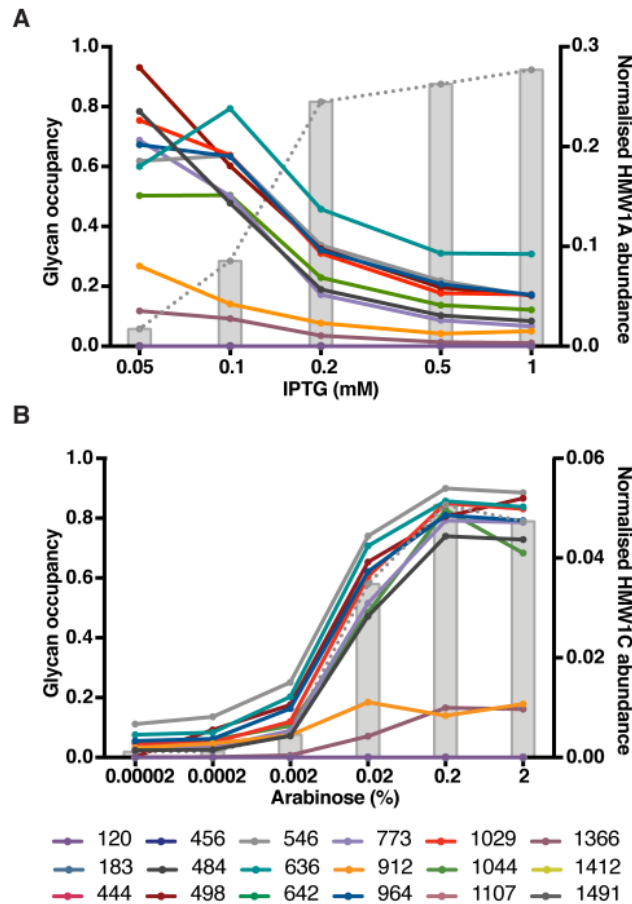 A
Glycan occupancy
1.0
0.8
0.6
0.4
0.2
0.0
0.3
0.2
0.1
0.0
Normalised HMW1A abundance
0.05 0.1 0.2 0.5 1
IPTG (mM)
B
Glycan occupancy
1.0
0.8
0.6
0.4
0.2
0.0
0.06
0.04
0.02
0.00
Normalised HMW1C abundance
0.00002 0.0002 0.002 0.02 0.2 2
Arabinose (%)
120 456 546 773 1029 1366
183 484 636 912 1044 1412
444 498 642 964 1107 1491